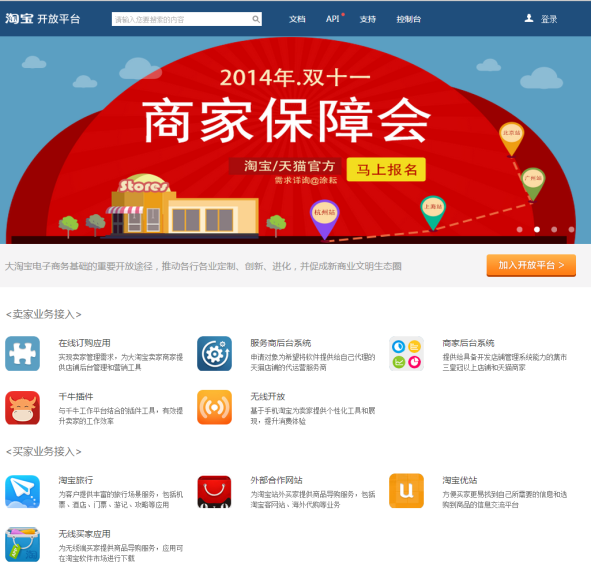 淘宝 开放平台
请输入您要搜索的内容
文档
API
支持
控制台
登录
2014年.双十一
商家保障会
淘宝/天猫官方
马上报名
需求详询@涂耘
北京站
广州站
上海站
杭州站
大淘宝电子商务基础的重要开放途径，推动各行各业定制、创新、进化，并促成新商业文明生态圈
加入开放平台 >
<卖家业务接入>
在线订购应用
实现卖家管理需求，为大淘宝卖家商家提
供店铺后台管理和营销工具
服务商后台系统
申请对象为希望将软件提供给自己代理的
天猫店铺的代运营服务商
商家后台系统
提供给具备开发店铺管理系统能力的集市
三皇冠以上店铺和天猫商家
千牛插件
与千牛工作平台结合的插件工具，有效提
升卖家的工作效率
无线开放
基于手机淘宝为卖家提供个性化工具和展
现，提升消费体验
<买家业务接入>
淘宝旅行
为客户提供丰富的旅行场景服务，包括机
票、酒店、门票、游记、攻略等应用
外部合作网站
为淘宝站外买家提供商品导购服务，包括
淘宝客网站、海外代购等业务
淘宝优站
方便买家更易找到自己所需要的信息和选
购到商品的信息交流平台
无线买家应用
为无线端买家提供商品导购服务，应用可
在淘宝软件市场进行下载